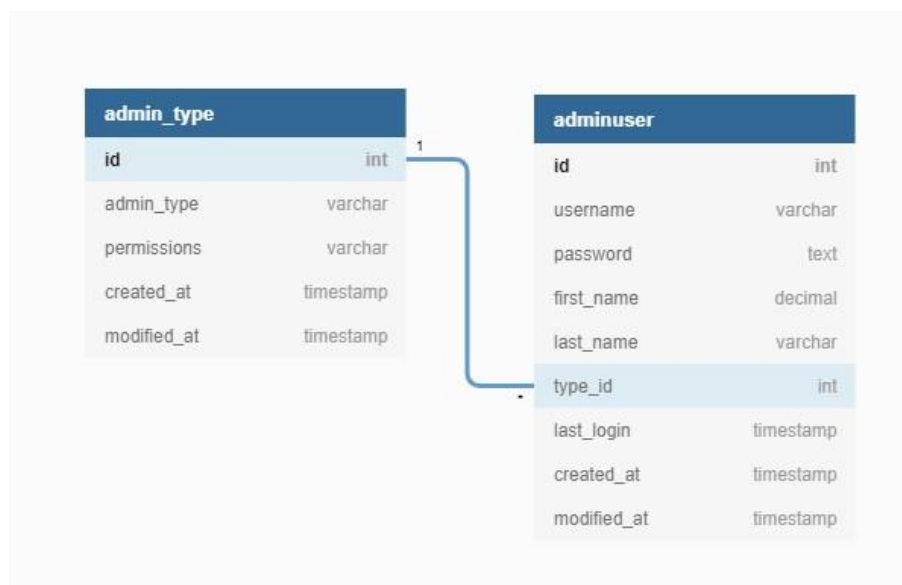 admin_type
id int 1
admin_type varchar
permissions varchar
created_at timestamp
modified_at timestamp
adminuser
id int
username varchar
password text
first_name decimal
last_name varchar
* type_id int
last_login timestamp
created_at timestamp
modified_at timestamp